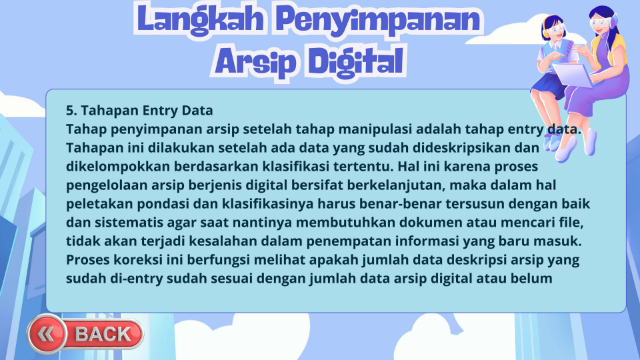 Langkah Penyimpanan
Arsip Digital
5. Tahapan Entry Data
Tahap penyimpanan arsip setelah tahap manipulasi adalah tahap entry data.
Tahapan ini dilakukan setelah ada data yang sudah dideskripsikan dan
dikelompokkan berdasarkan klasifikasi tertentu. Hal ini karena proses
pengelolaan arsip berjenis digital bersifat berkelanjutan, maka dalam hal
peletakan pondasi dan klasifikasinya harus benar-benar tersusun dengan baik
dan sistematis agar saat nantinya membutuhkan dokumen atau mencari file,
tidak akan terjadi kesalahan dalam penempatan informasi yang baru masuk.
Proses koreksi ini berfungsi melihat apakah jumlah data deskripsi arsip yang
sudah di-entry sudah sesuai dengan jumlah data arsip digital atau belum
BACK